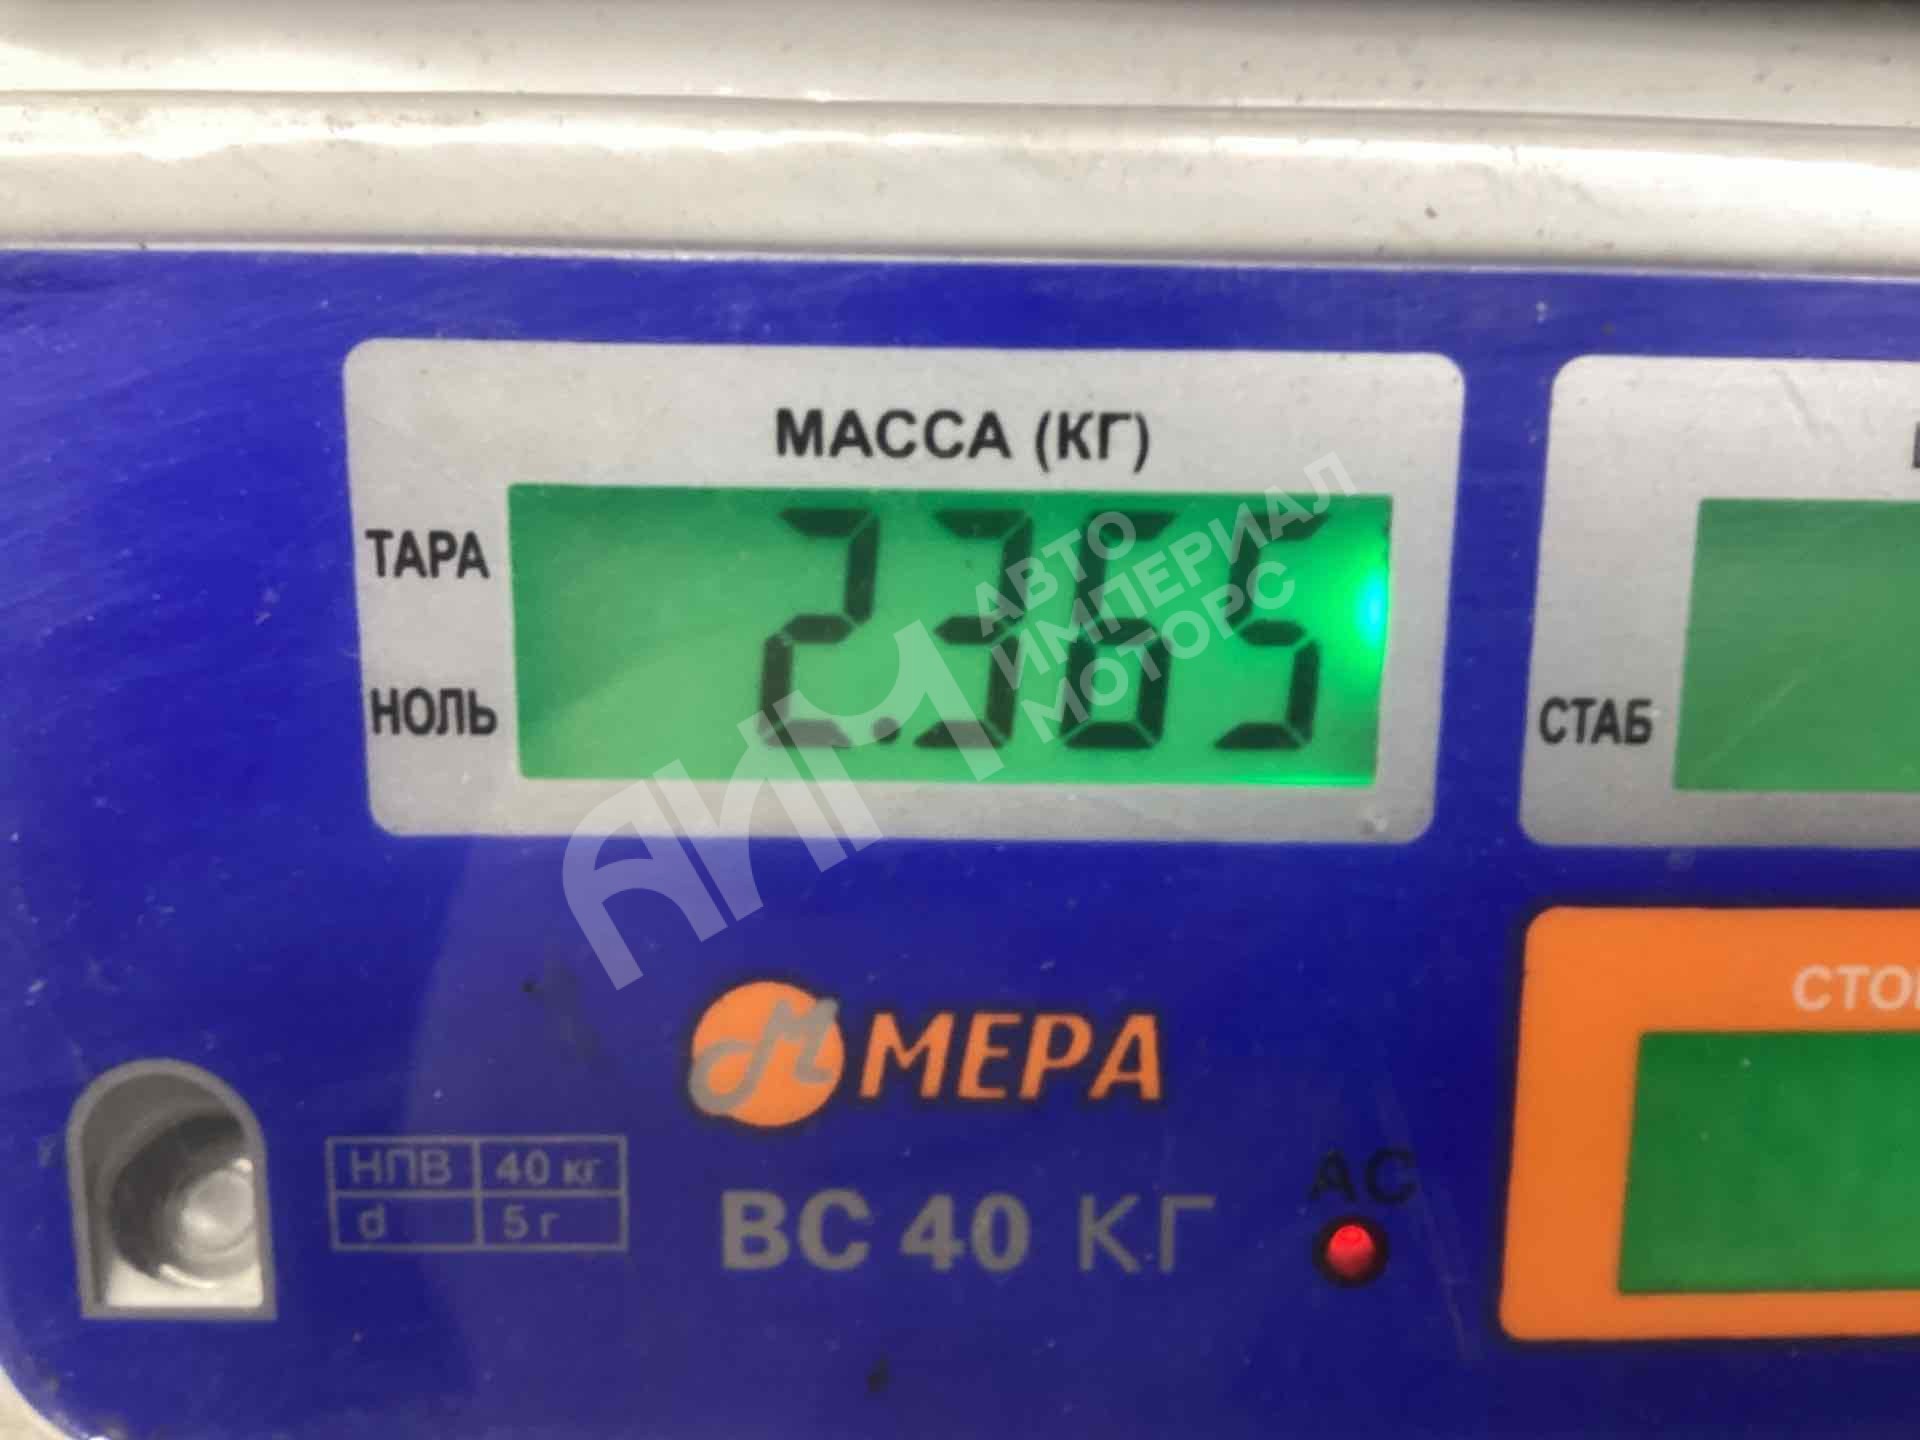 МАССА (КГ)
ТАРА
2.365
НОЛЬ
СТАБ
АИМ
АВТО
ИМПЕРИАЛ
МОТОРС
М МЕРА
НПВ 40 кг
d 5 г
ВС 40 КГ
АС